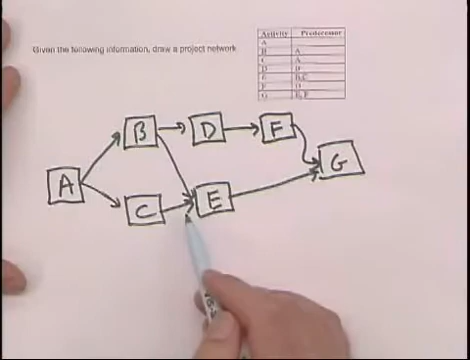 Given the following information, draw a project network
Activity Predecessor
A
B A
C A
D B
E B,C
F D
G E,F
B D F
A G
C E